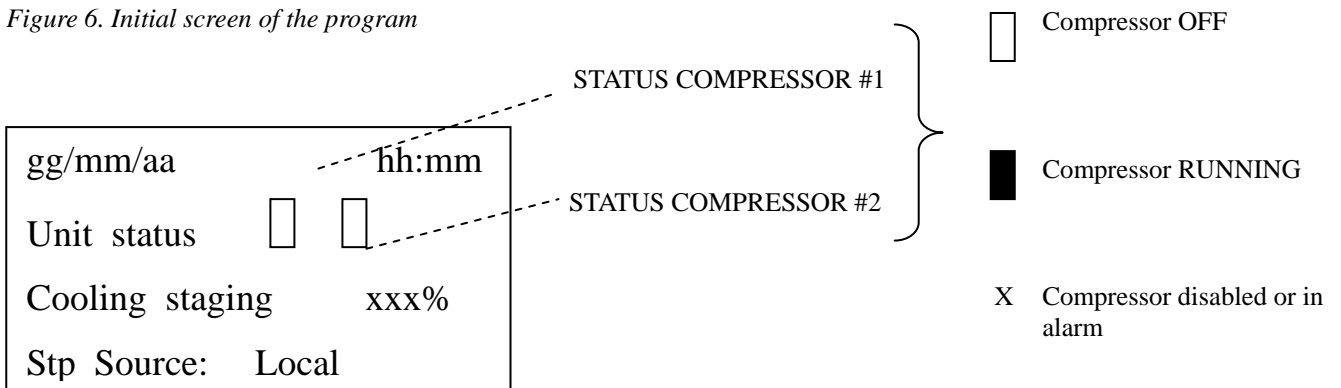 Figure 6. Initial screen of the program
STATUS COMPRESSOR #1
STATUS COMPRESSOR #2
gg/mm/aa hh:mm
Unit status
Cooling staging xxx%
Stp Source: Local
Compressor OFF
Compressor RUNNING
X Compressor disabled or in
alarm